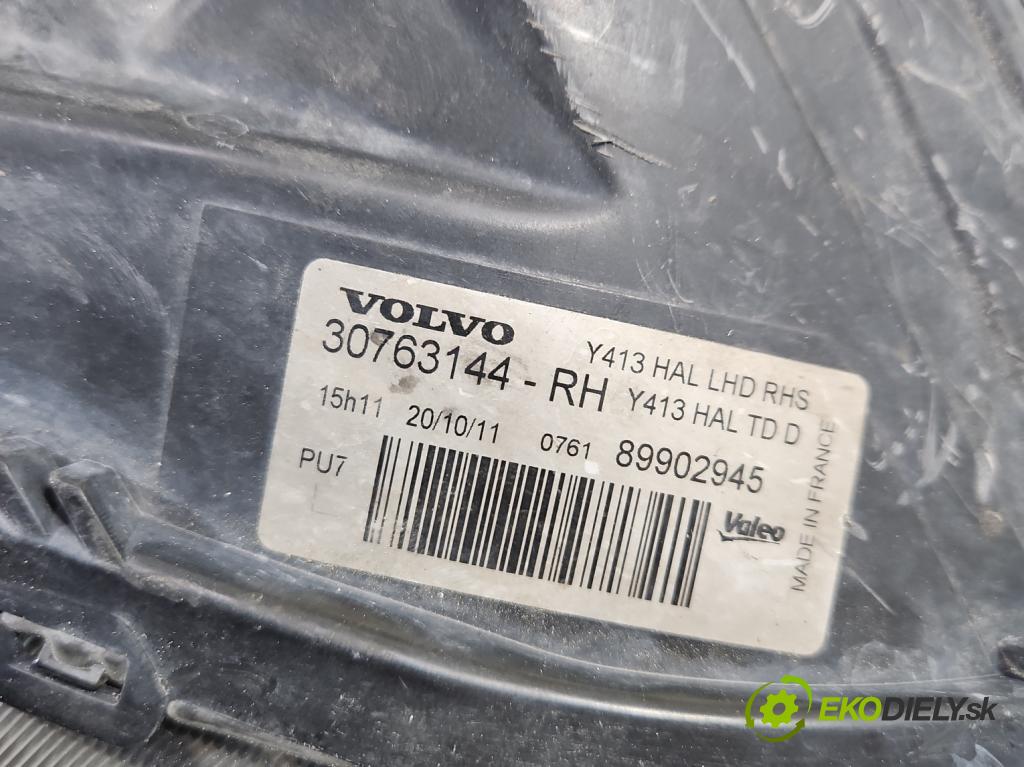 VOLVO
30763144 - RH
Y413 HAL LHD RHS
Y413 HAL TD D
15h11 20/10/11 0761 89902945
PU7
Valeo
MADE IN FRANCE
EKODIELY.sk